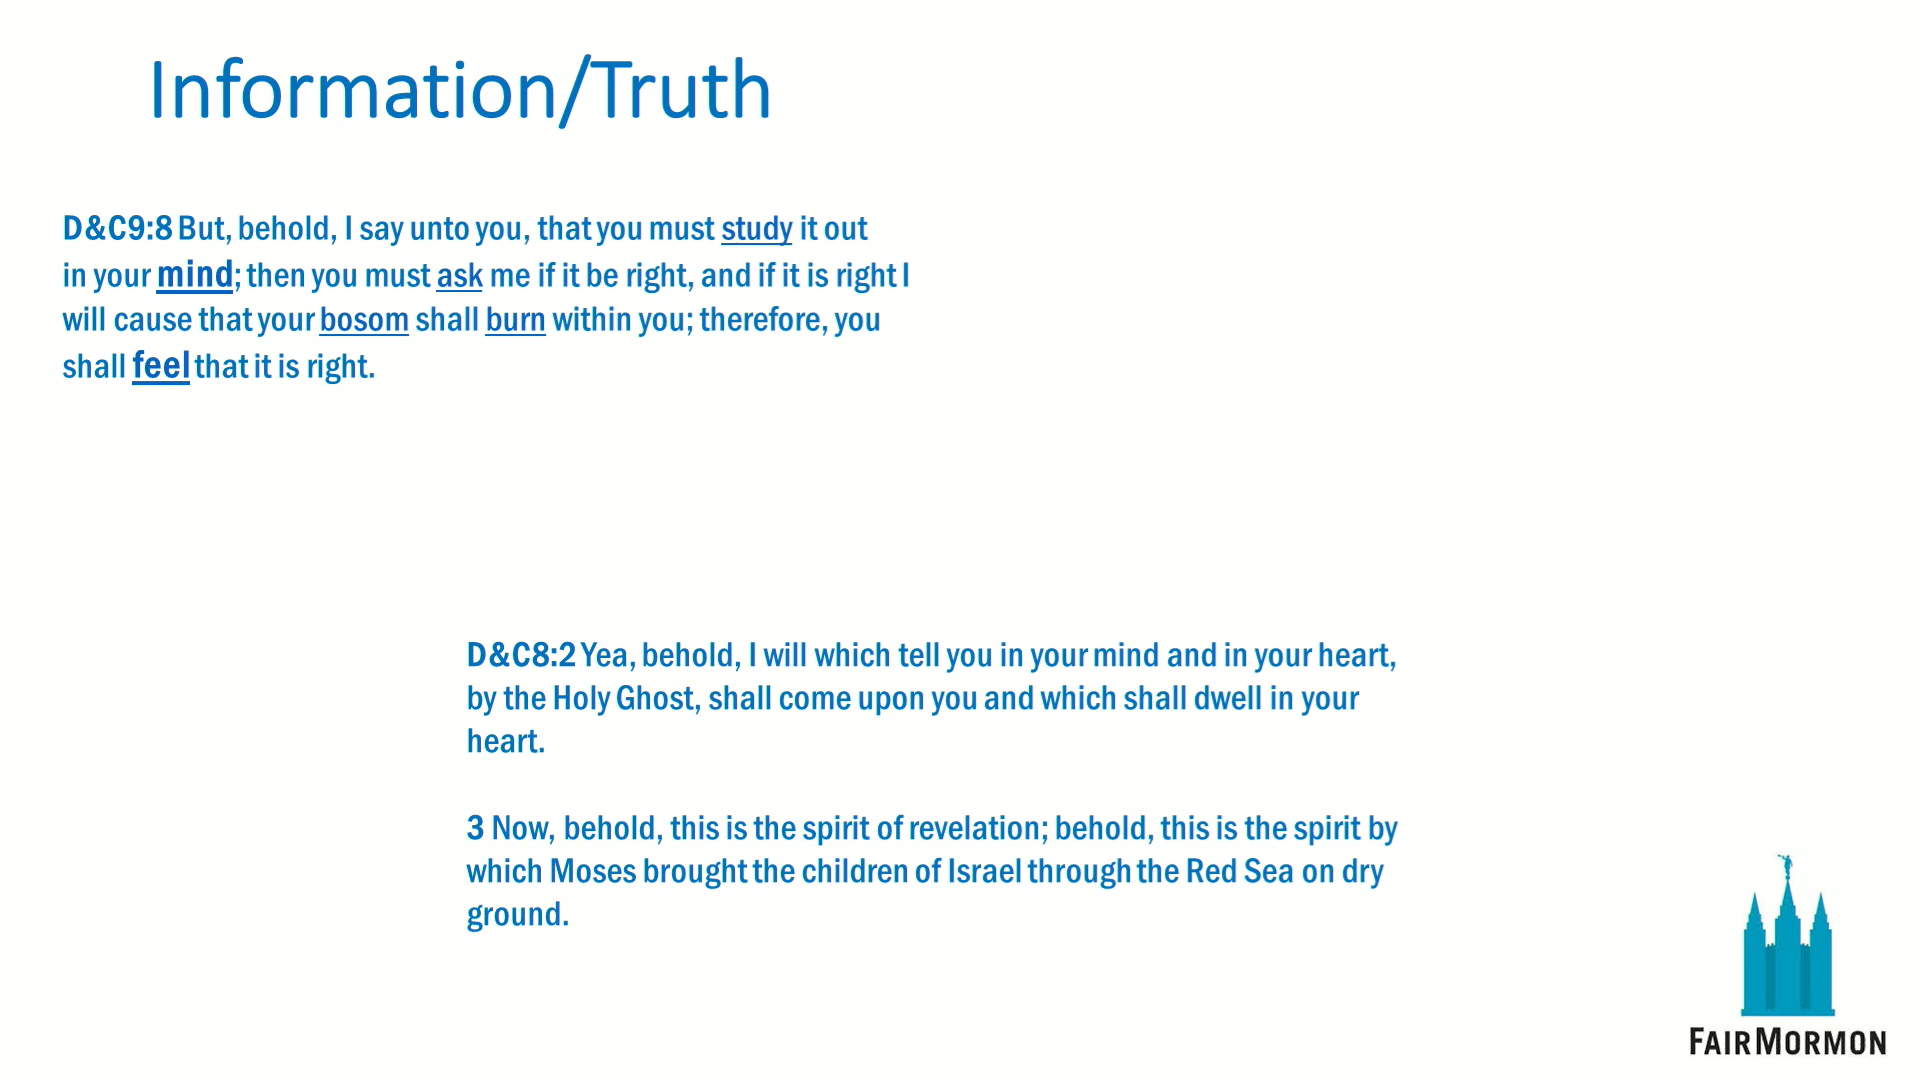 Information/Truth
D&C9:8 But, behold, I say unto you, that you must study it out
in your mind; then you must ask me if it be right, and if it is right I
will cause that your bosom shall burn within you; therefore, you
shall feel that it is right.
D&C8:2 Yea, behold, I will which tell you in your mind and in your heart,
by the Holy Ghost, shall come upon you and which shall dwell in your
heart.
3 Now, behold, this is the spirit of revelation; behold, this is the spirit by
which Moses brought the children of Israel through the Red Sea on dry
ground.
FAIRMORMON